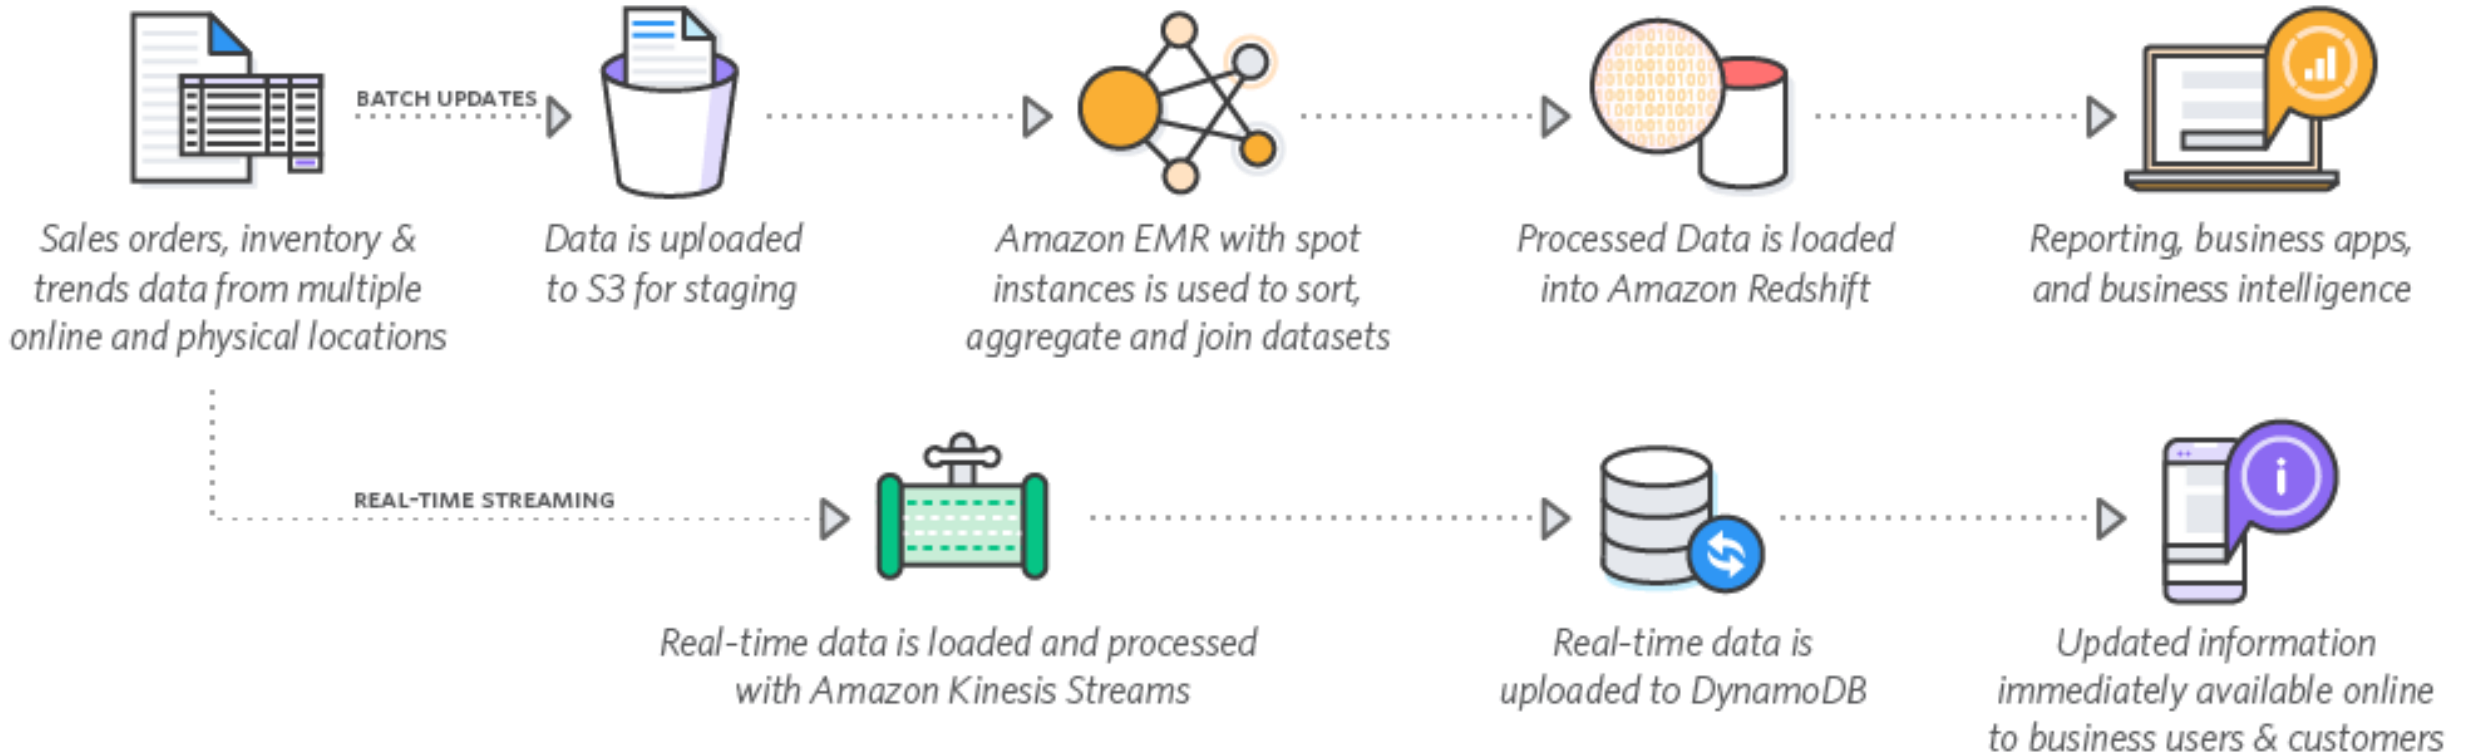 BATCH UPDATES
Sales orders, inventory &
trends data from multiple
online and physical locations
Data is uploaded
to S3 for staging
Amazon EMR with spot
instances is used to sort,
aggregate and join datasets
Processed Data is loaded
into Amazon Redshift
Reporting, business apps,
and business intelligence
REAL-TIME STREAMING
Real-time data is loaded and processed
with Amazon Kinesis Streams
Real-time data is
uploaded to DynamoDB
Updated information
immediately available online
to business users & customers